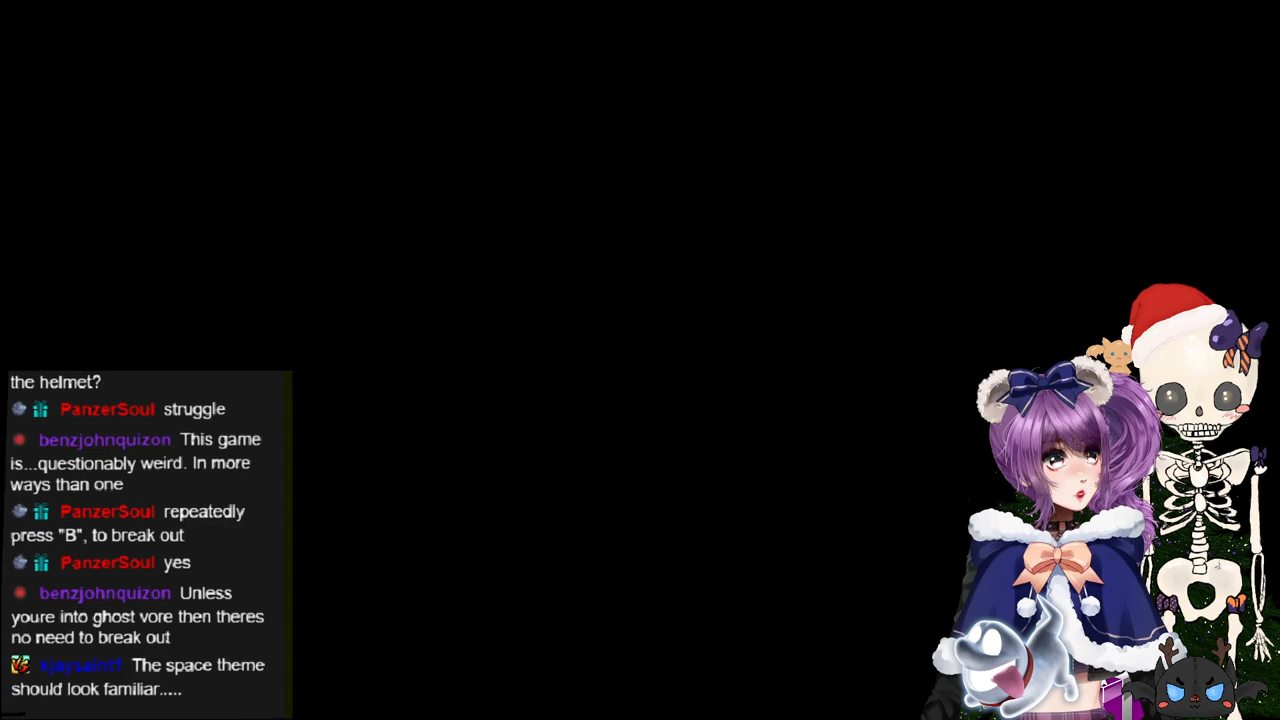 the helmet?
PanzerSoul struggle
benzjohnquizon This game
is...questionably weird. In more
ways than one
PanzerSoul repeatedly
press "B", to break out
PanzerSoul yes
benzjohnquizon Unless
youre into ghost vore then theres
no need to break out
kjaysaint1 The space theme
should look familiar.....